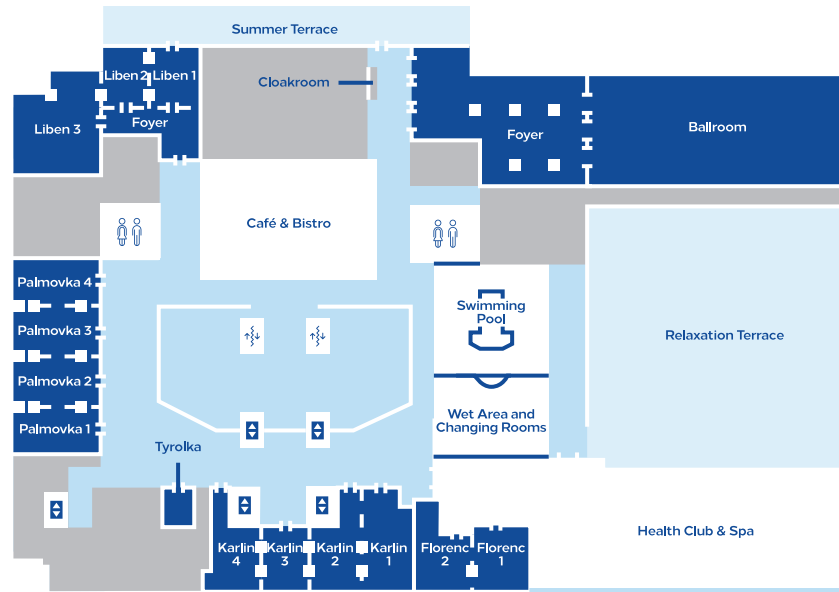 Summer Terrace
Liben 2
Liben 1
Cloakroom
Liben 3
Foyer
Foyer
Ballroom
Café & Bistro
Palmovka 4
Palmovka 3
Palmovka 2
Palmovka 1
Swimming
Pool
Relaxation Terrace
Wet Area and
Changing Rooms
Tyrolka
Karlin
4
Karlin
3
Karlin
2
Karlin
1
Florenc
2
Florenc
1
Health Club & Spa